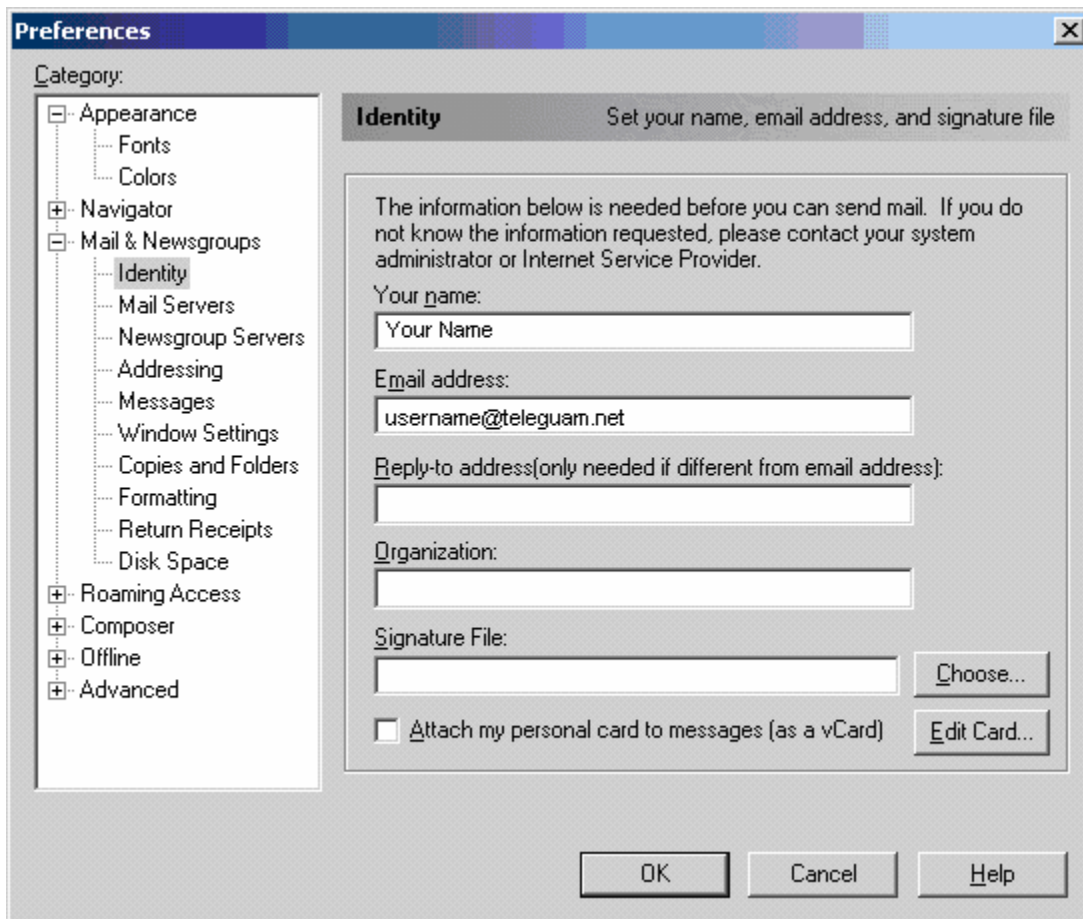 Preferences
Category:
Appearance
Fonts
Colors
Navigator
Mail & Newsgroups
Identity
Mail Servers
Newsgroup Servers
Addressing
Messages
Window Settings
Copies and Folders
Formatting
Return Receipts
Disk Space
Roaming Access
Composer
Offline
Advanced
Identity Set your name, email address, and signature file
The information below is needed before you can send mail. If you do
not know the information requested, please contact your system
administrator or Internet Service Provider.
Your name:
Your Name
Email address:
username@teleguam.net
Reply-to address(only needed if different from email address):
Organization:
Signature File:
Choose...
Attach my personal card to messages (as a vCard)
Edit Card...
OK Cancel Help